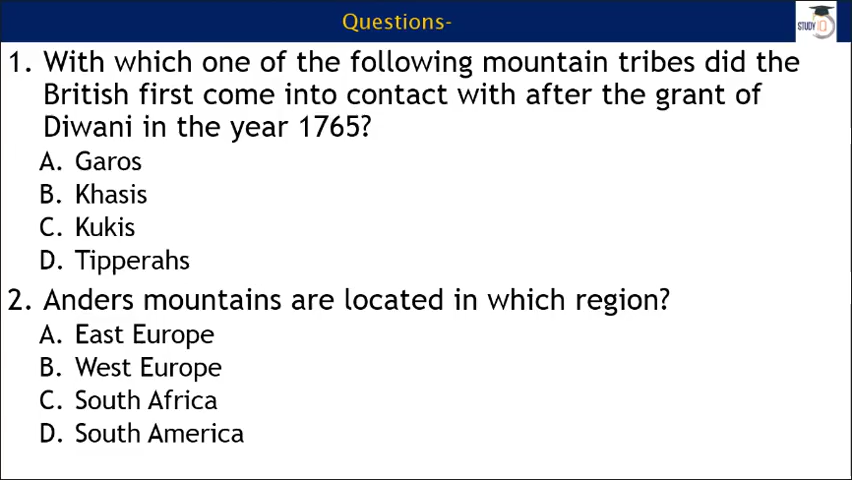 Questions-
STUDY IQ
1. With which one of the following mountain tribes did the
British first come into contact with after the grant of
Diwani in the year 1765?
A. Garos
B. Khasis
C. Kukis
D. Tipperahs
2. Anders mountains are located in which region?
A. East Europe
B. West Europe
C. South Africa
D. South America